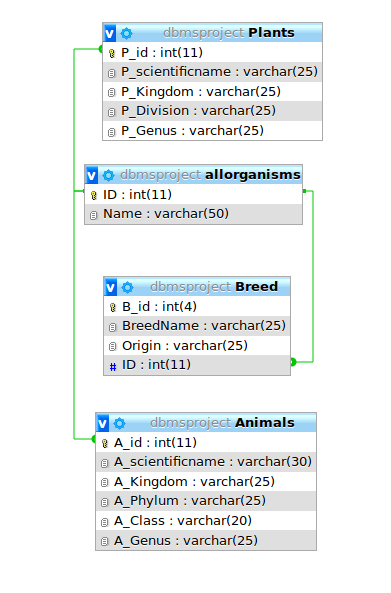 v dbmsproject Plants
P_id : int(11)
P_scientificname : varchar(25)
P_Kingdom : varchar(25)
P_Division : varchar(25)
P_Genus : varchar(25)
v dbmsproject allorganisms
ID : int(11)
Name : varchar(50)
v dbmsproject Breed
B_id : int(4)
BreedName : varchar(25)
Origin : varchar(25)
# ID : int(11)
v dbmsproject Animals
A_id : int(11)
A_scientificname : varchar(30)
A_Kingdom : varchar(25)
A_Phylum : varchar(25)
A_Class : varchar(20)
A_Genus : varchar(25)